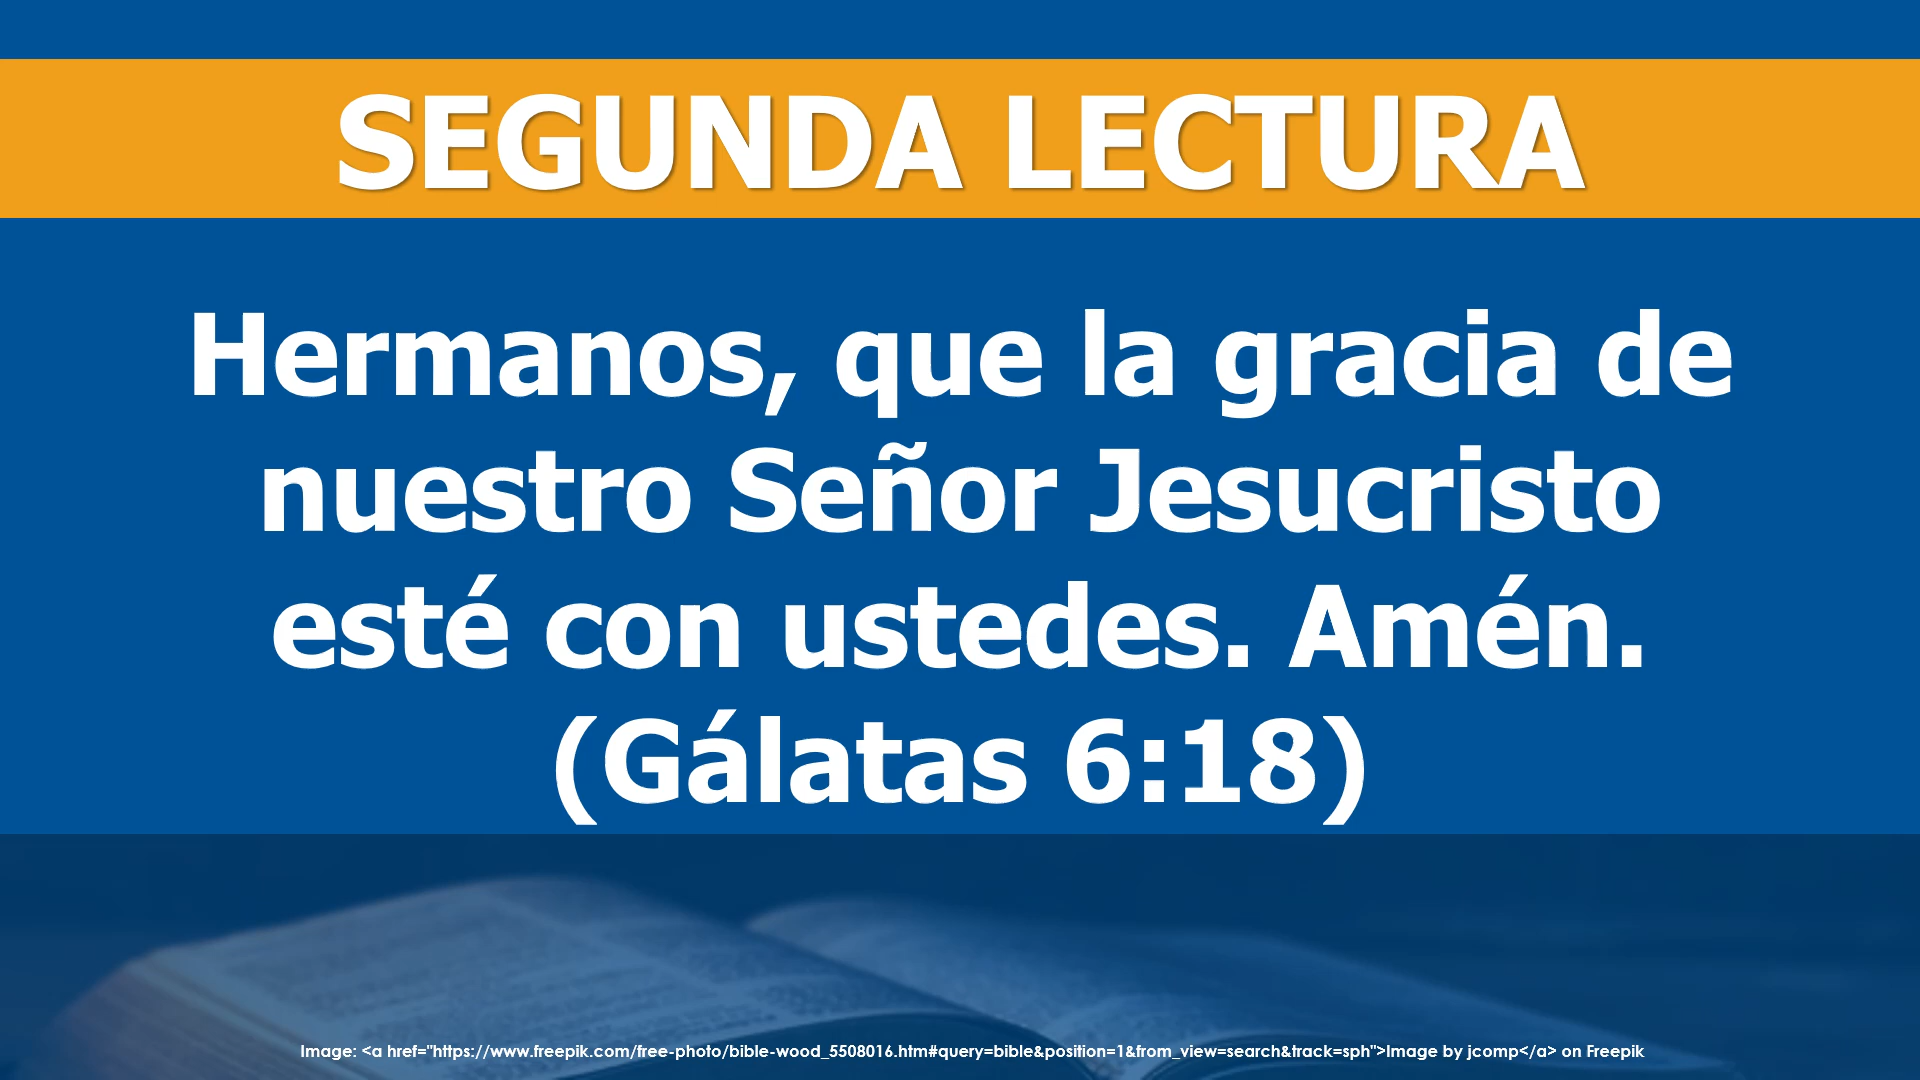 SEGUNDA LECTURA
Hermanos, que la gracia de
nuestro Señor Jesucristo
esté con ustedes. Amén.
(Gálatas 6:18)
Image: <a href="https://www.freepik.com/free-photo/bible-wood_5508016.htm#query=bible&position=1&from_view=search&track=sph">Image by jcomp</a> on Freepik